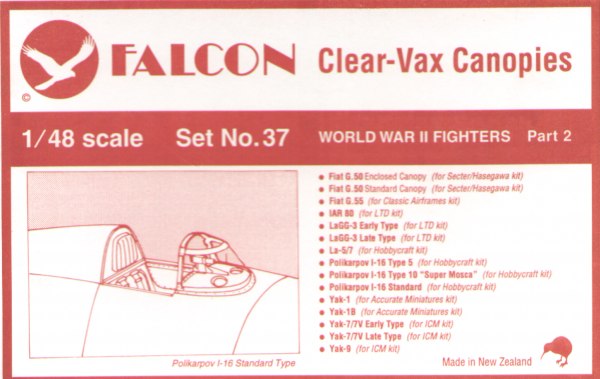 FALCON Clear-Vax Canopies
©
1/48 scale Set No. 37 WORLD WAR II FIGHTERS Part 2
• Fiat G.50 Enclosed Canopy (for Secter/Hasegawa kit)
• Fiat G.50 Standard Canopy (for Secter/Hasegawa kit)
• Fiat G.55 (for Classic Airframes kit)
• IAR 80 (for LTD kit)
• LaGG-3 Early Type (for LTD kit)
• LaGG-3 Late Type (for LTD kit)
• La-5/7 (for Hobbycraft kit)
• Polikarpov I-16 Type 5 (for Hobbycraft kit)
• Polikarpov I-16 Type 10 "Super Mosca" (for Hobbycraft kit)
• Polikarpov I-16 Standard (for Hobbycraft kit)
• Yak-1 (for Accurate Miniatures kit)
• Yak-1B (for Accurate Miniatures kit)
• Yak-7/7V Early Type (for ICM kit)
• Yak-7/7V Late Type (for ICM kit)
• Yak-9 (for ICM kit)
Polikarpov I-16 Standard Type
Made in New Zealand